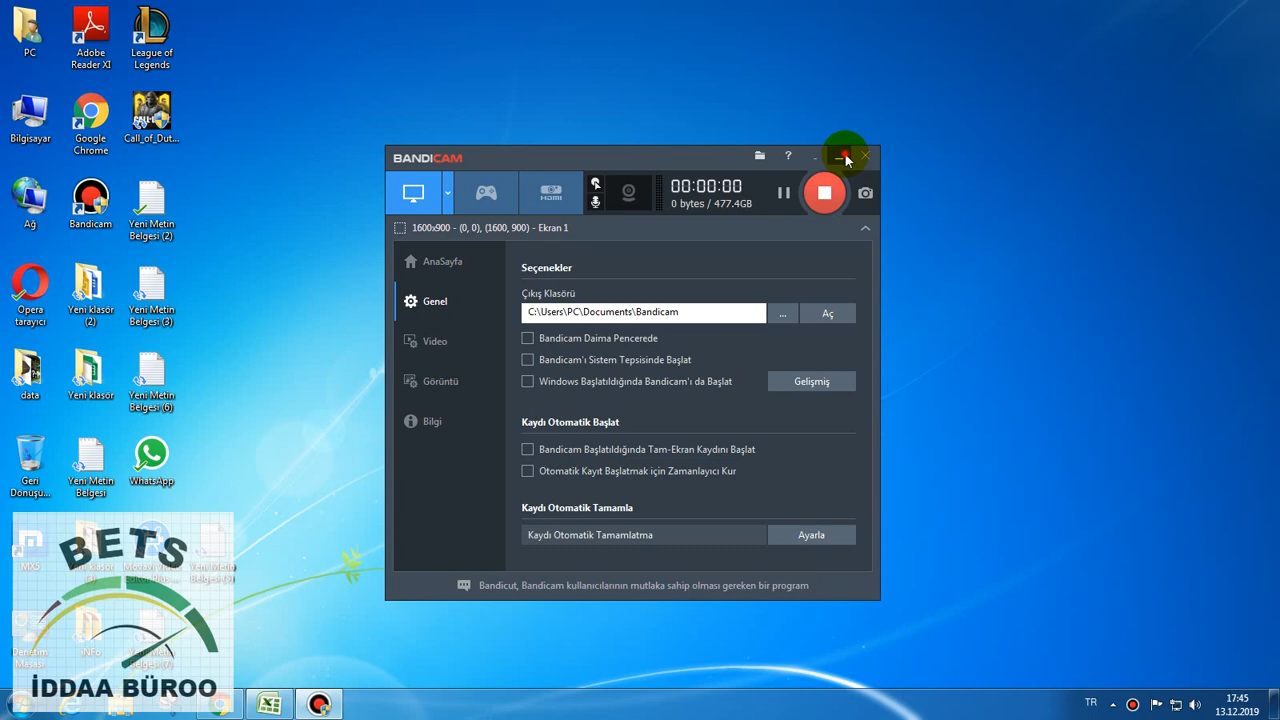 PC
Adobe
Reader XI
League of
Legends
Bilgisayar
Google
Chrome
Call_of_Dut...
Ağ
Bandicam
Yeni Metin
Belgesi (2)
Opera
tarayıcı
Yeni klasör
(2)
Yeni Metin
Belgesi (3)
data
Yeni klasör
Yeni Metin
Belgesi (6)
Geri
Dönüşü...
Yeni Metin
Belgesi
WhatsApp
BETS
İDDAA BÜROO
BANDICAM
?
HDMI
00:00:00
0 bytes / 477.4GB
1600x900 - (0, 0), (1600, 900) - Ekran 1
AnaSayfa
Genel
Video
Görüntü
Bilgi
Seçenekler
Çıkış Klasörü
C:\Users\PC\Documents\Bandicam
...
Aç
Bandicam Daima Pencerede
Bandicam'ı Sistem Tepsisinde Başlat
Windows Başlatıldığında Bandicam'ı da Başlat
Gelişmiş
Kaydı Otomatik Başlat
Bandicam Başlatıldığında Tam-Ekran Kaydını Başlat
Otomatik Kayıt Başlatmak için Zamanlayıcı Kur
Kaydı Otomatik Tamamla
Kaydı Otomatik Tamamlatma
Ayarla
Bandicut, Bandicam kullanıcılarının mutlaka sahip olması gereken bir program
TR
17:45
13.12.2019